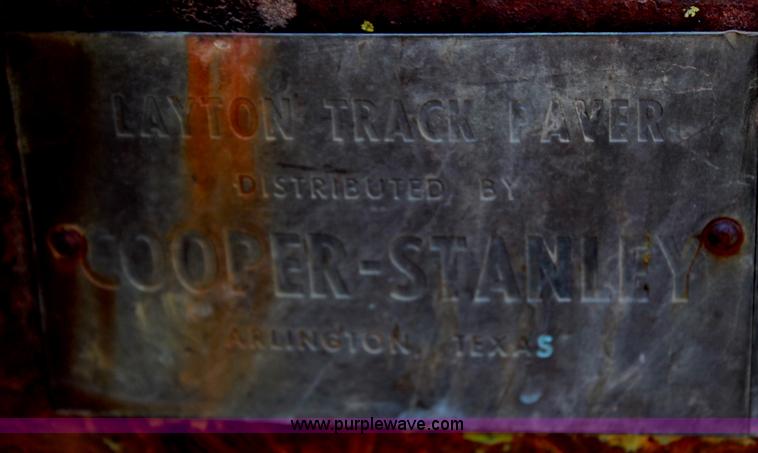 LAYTON TRACK PAVER
DISTRIBUTED BY
COOPER-STANLEY
ARLINGTON, TEXAS
www.purplewave.com